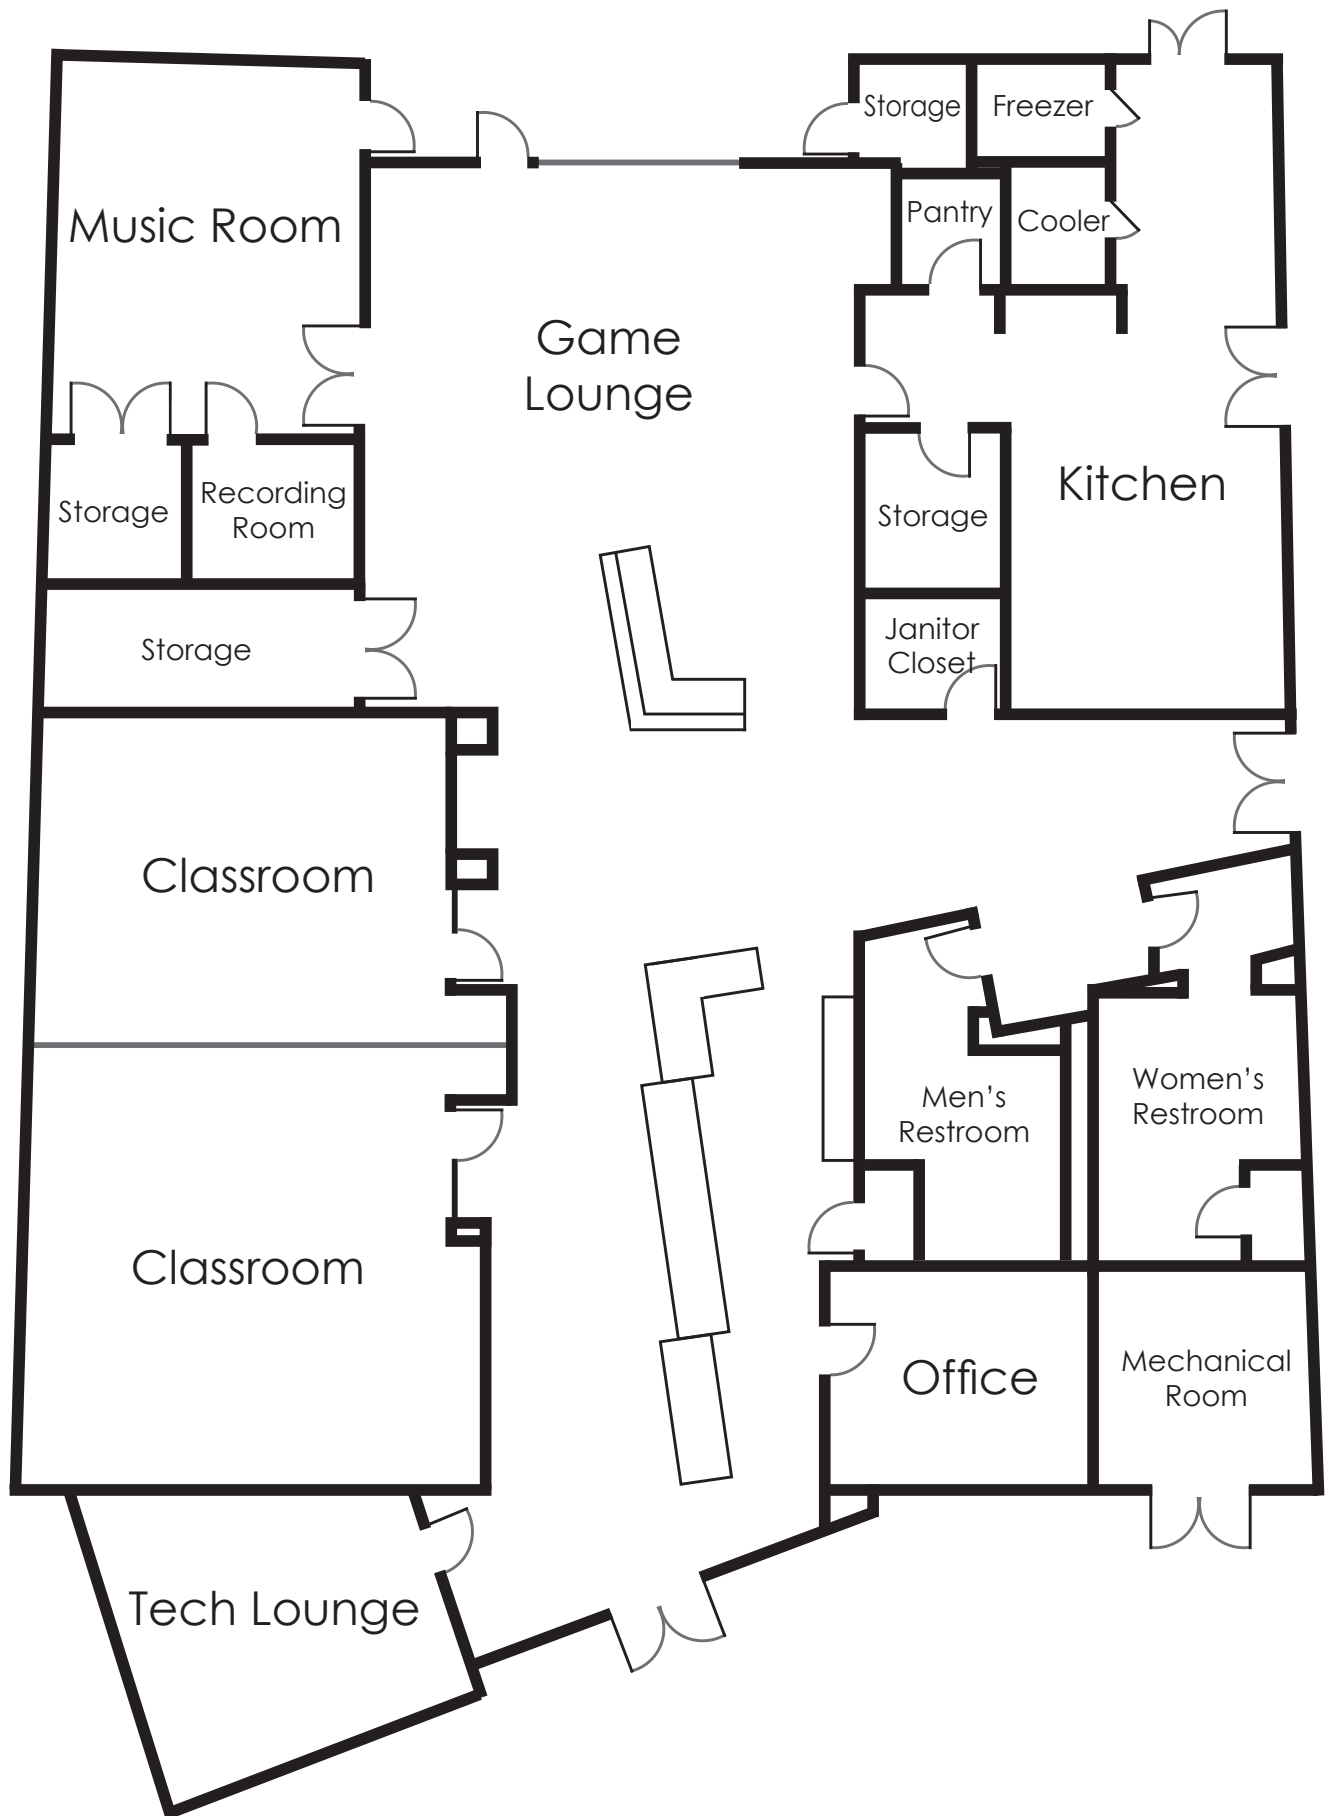 Storage
Freezer
Music Room
Pantry
Cooler
Game
Lounge
Kitchen
Storage
Recording
Room
Storage
Storage
Janitor
Closet
Classroom
Men’s
Restroom
Women’s
Restroom
Classroom
Office
Mechanical
Room
Tech Lounge